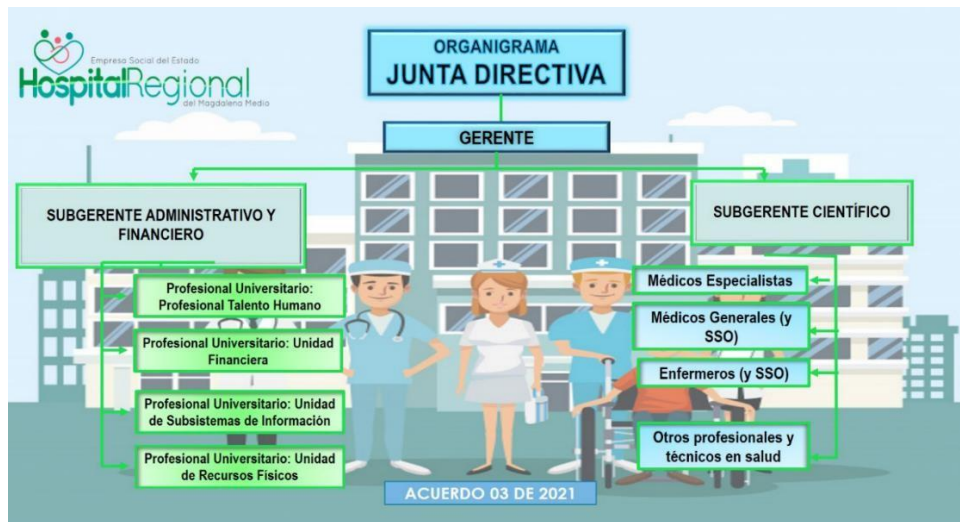 Empresa Social del Estado
HospitalRegional
del Magdalena Medio
ORGANIGRAMA
JUNTA DIRECTIVA
GERENTE
SUBGERENTE ADMINISTRATIVO Y
FINANCIERO
Profesional Universitario:
Profesional Talento Humano
Profesional Universitario: Unidad
Financiera
Profesional Universitario: Unidad
de Subsistemas de Información
Profesional Universitario: Unidad
de Recursos Físicos
SUBGERENTE CIENTÍFICO
Médicos Especialistas
Médicos Generales (y
SSO)
Enfermeros (y SSO)
Otros profesionales y
técnicos en salud
ACUERDO 03 DE 2021